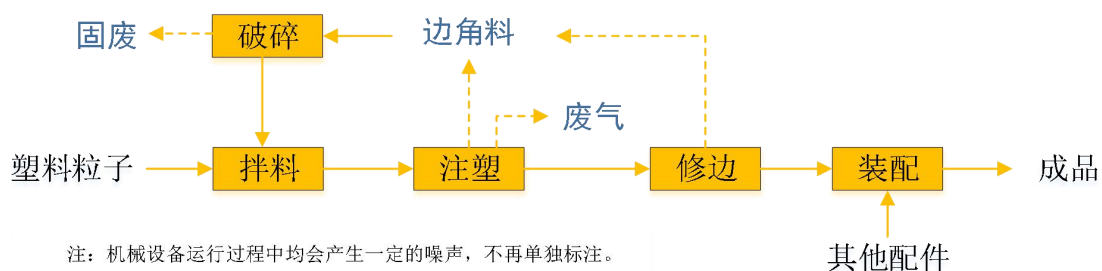 固废
破碎
边角料
废气
塑料粒子
拌料
注塑
修边
装配
成品
其他配件
注：机械设备运行过程中均会产生一定的噪声，不再单独标注。